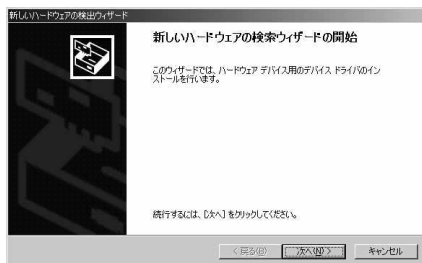 新しいハードウェアの検出ウィザード
新しいハードウェアの検索ウィザードの開始
このウィザードでは、ハードウェア デバイス用のデバイス ドライバのイン
ストールを行います。
続行するには、[次へ] をクリックしてください。
< 戻る(B)
次へ(N) >
キャンセル